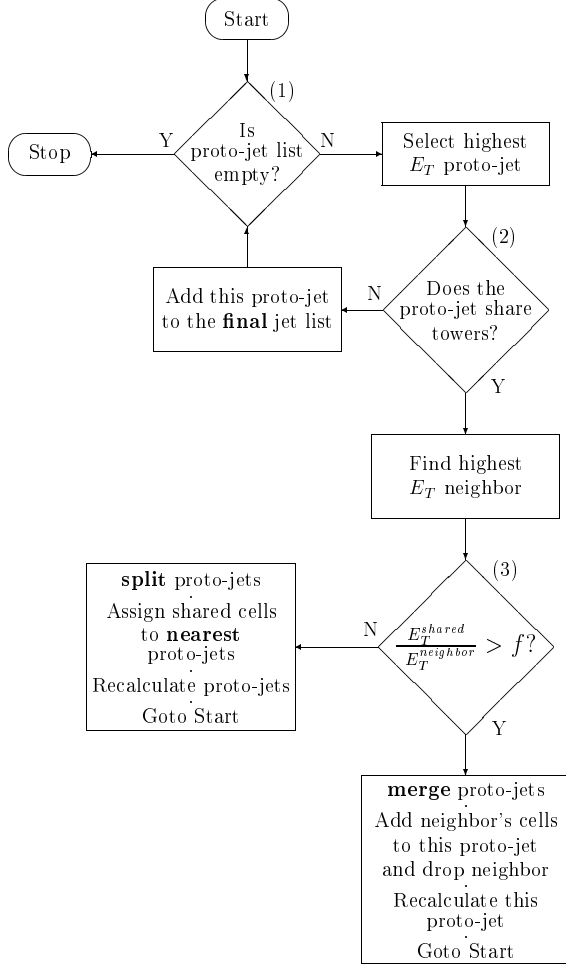 Start
(1)
Is
proto-jet list
empty?
Y
N
Stop
Select highest
E_T proto-jet
(2)
Does the
proto-jet share
towers?
N
Y
Add this proto-jet
to the final jet list
Find highest
E_T neighbor
(3)
E_T^{shared} / E_T^{neighbor} > f?
N
Y
split proto-jets
.
Assign shared cells
to nearest
proto-jets
.
Recalculate proto-jets
.
Goto Start
merge proto-jets
.
Add neighbor's cells
to this proto-jet
and drop neighbor
.
Recalculate this
proto-jet
.
Goto Start